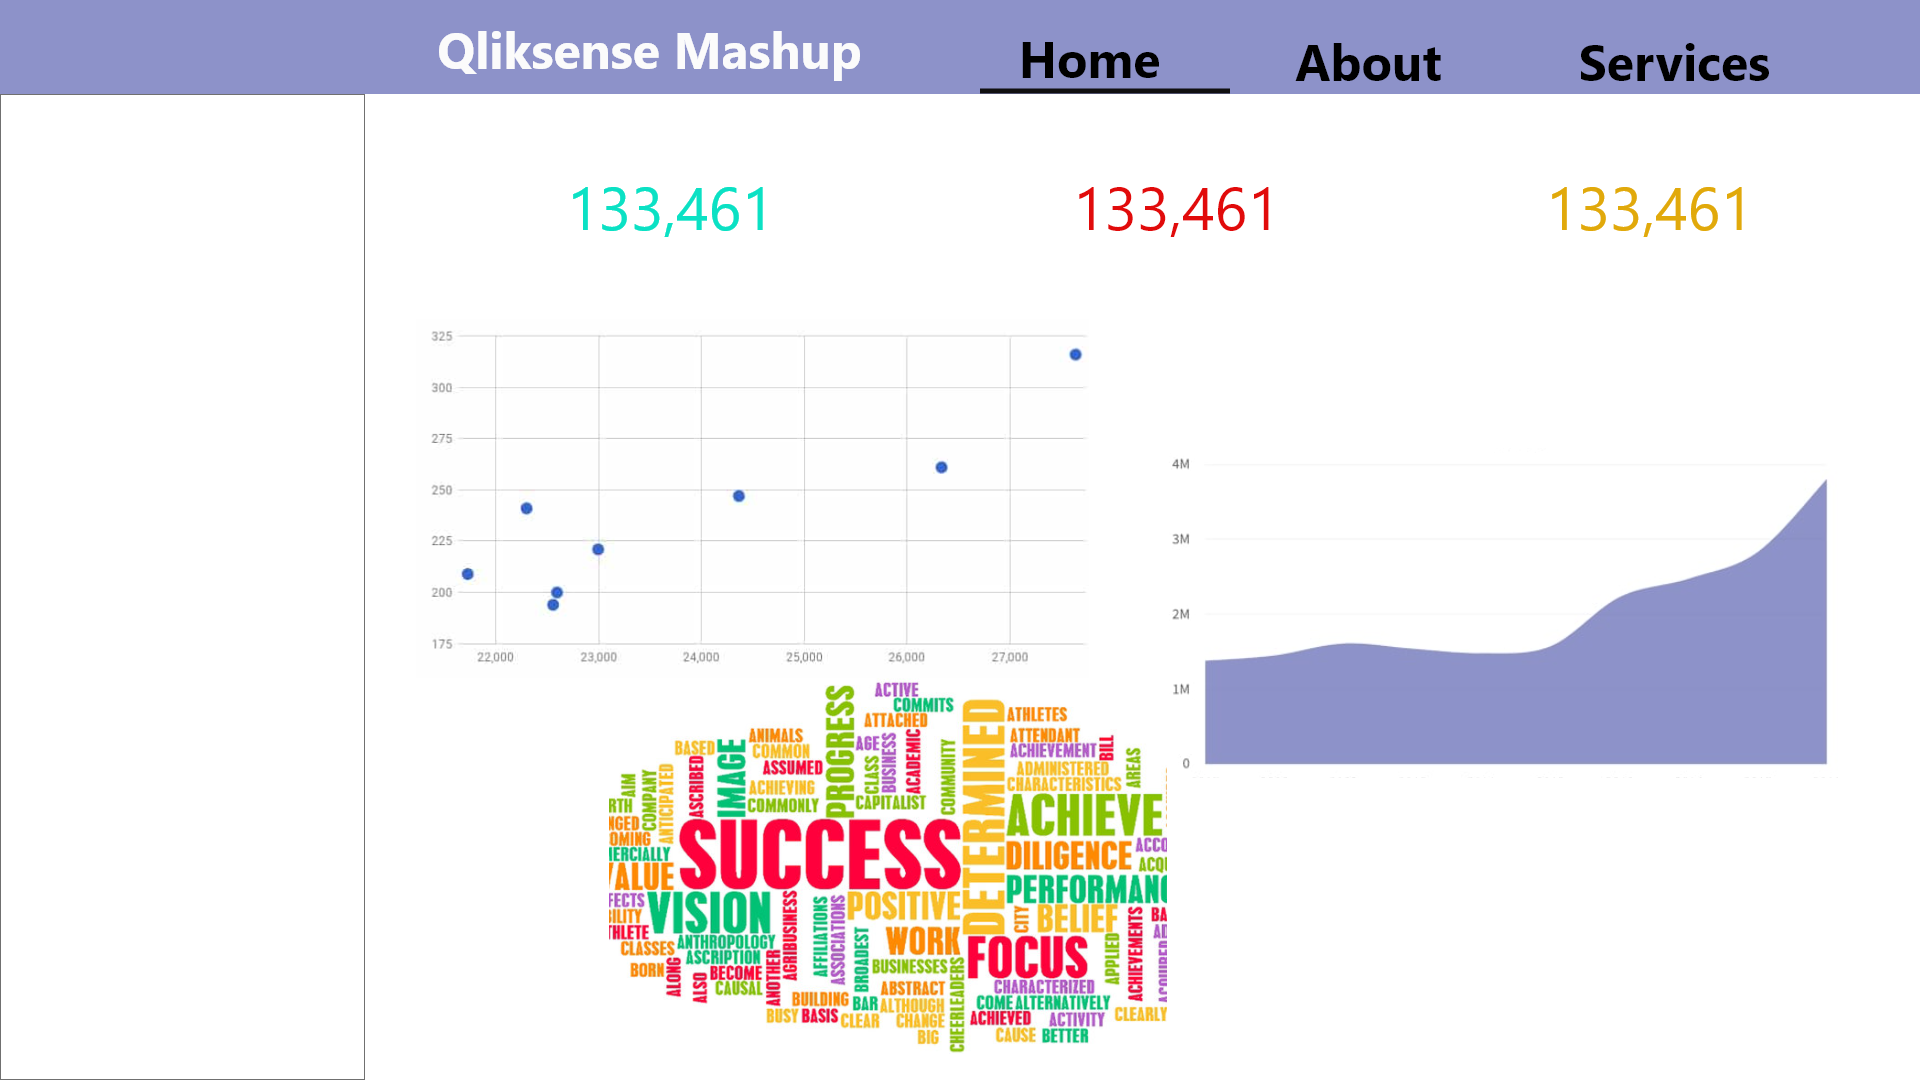 Qliksense Mashup
Home
About
Services
133,461
133,461
133,461
325
300
275
250
225
200
175
22,000
23,000
24,000
25,000
26,000
27,000
4M
3M
2M
1M
0
ACTIVE
COMMITS
ATTACHED
PROGRESS
DETERMINED
ATHLETES
ATTENDANT
ACHIEVEMENT
BILL
ANIMALS
BASED
COMMON
IMAGE
ASSUMED
AGE
BUSINESS
ACADEMIC
CLASS
COMMUNITY
ADMINISTERED
CHARACTERISTICS
AREAS
AIM
COMPANY
ANTICIPATED
ASCRIBED
ACHIEVING
COMMONLY
CAPITALIST
RTH
NGED
OMING
ERCIALLY
VALUE
SUCCESS
ACHIEVE
DILIGENCE
ACCO
ACQU
PERFORMANC
FECTS
ILITY
THLETE
VISION
AGRIBUSINESS
AFFILIATIONS
ASSOCIATIONS
POSITIVE
CITY
BELIEF
ACHIEVEMENTS
BA
AD
ACQUIRED
CLASSES
ANTHROPOLOGY
ASCRIPTION
BROADEST
WORK
FOCUS
APPLIED
BORN
ALONG
ALSO
BECOME
CAUSAL
ANOTHER
BUSINESSES
CHEERLEADERS
CHARACTERIZED
BUILDING
BAR
ABSTRACT
ALTHOUGH
COME
ALTERNATIVELY
BUSY
BASIS
CLEAR
CHANGE
BIG
ACHIEVED
ACTIVITY
CLEARLY
CAUSE
BETTER